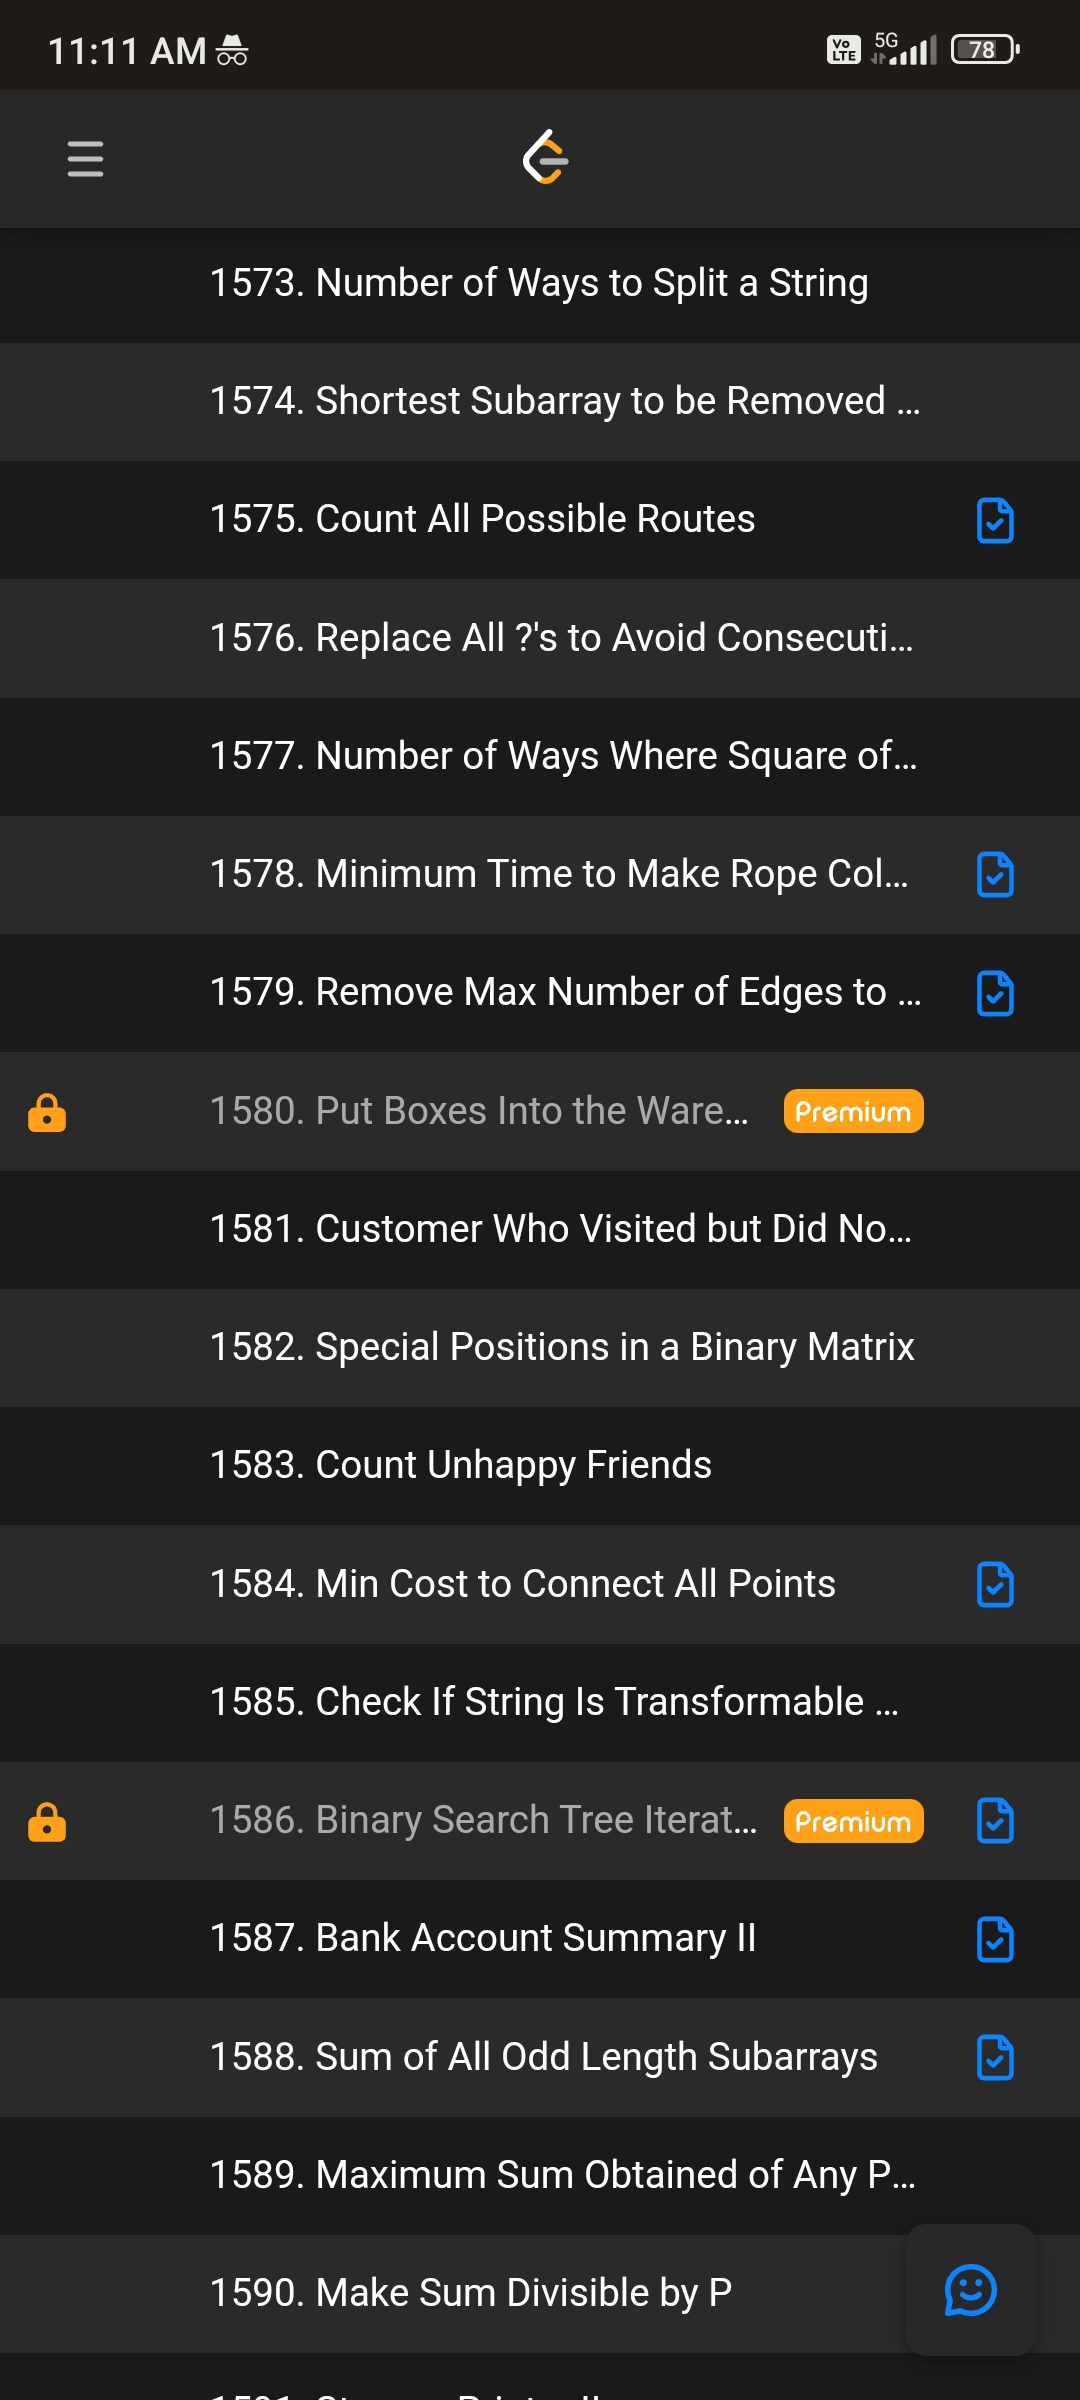 11:11 AM
Vo LTE 5G 78
1573. Number of Ways to Split a String
1574. Shortest Subarray to be Removed ...
1575. Count All Possible Routes
1576. Replace All ?'s to Avoid Consecuti...
1577. Number of Ways Where Square of...
1578. Minimum Time to Make Rope Col...
1579. Remove Max Number of Edges to ...
1580. Put Boxes Into the Ware... Premium
1581. Customer Who Visited but Did No...
1582. Special Positions in a Binary Matrix
1583. Count Unhappy Friends
1584. Min Cost to Connect All Points
1585. Check If String Is Transformable ...
1586. Binary Search Tree Iterat... Premium
1587. Bank Account Summary II
1588. Sum of All Odd Length Subarrays
1589. Maximum Sum Obtained of Any P...
1590. Make Sum Divisible by P